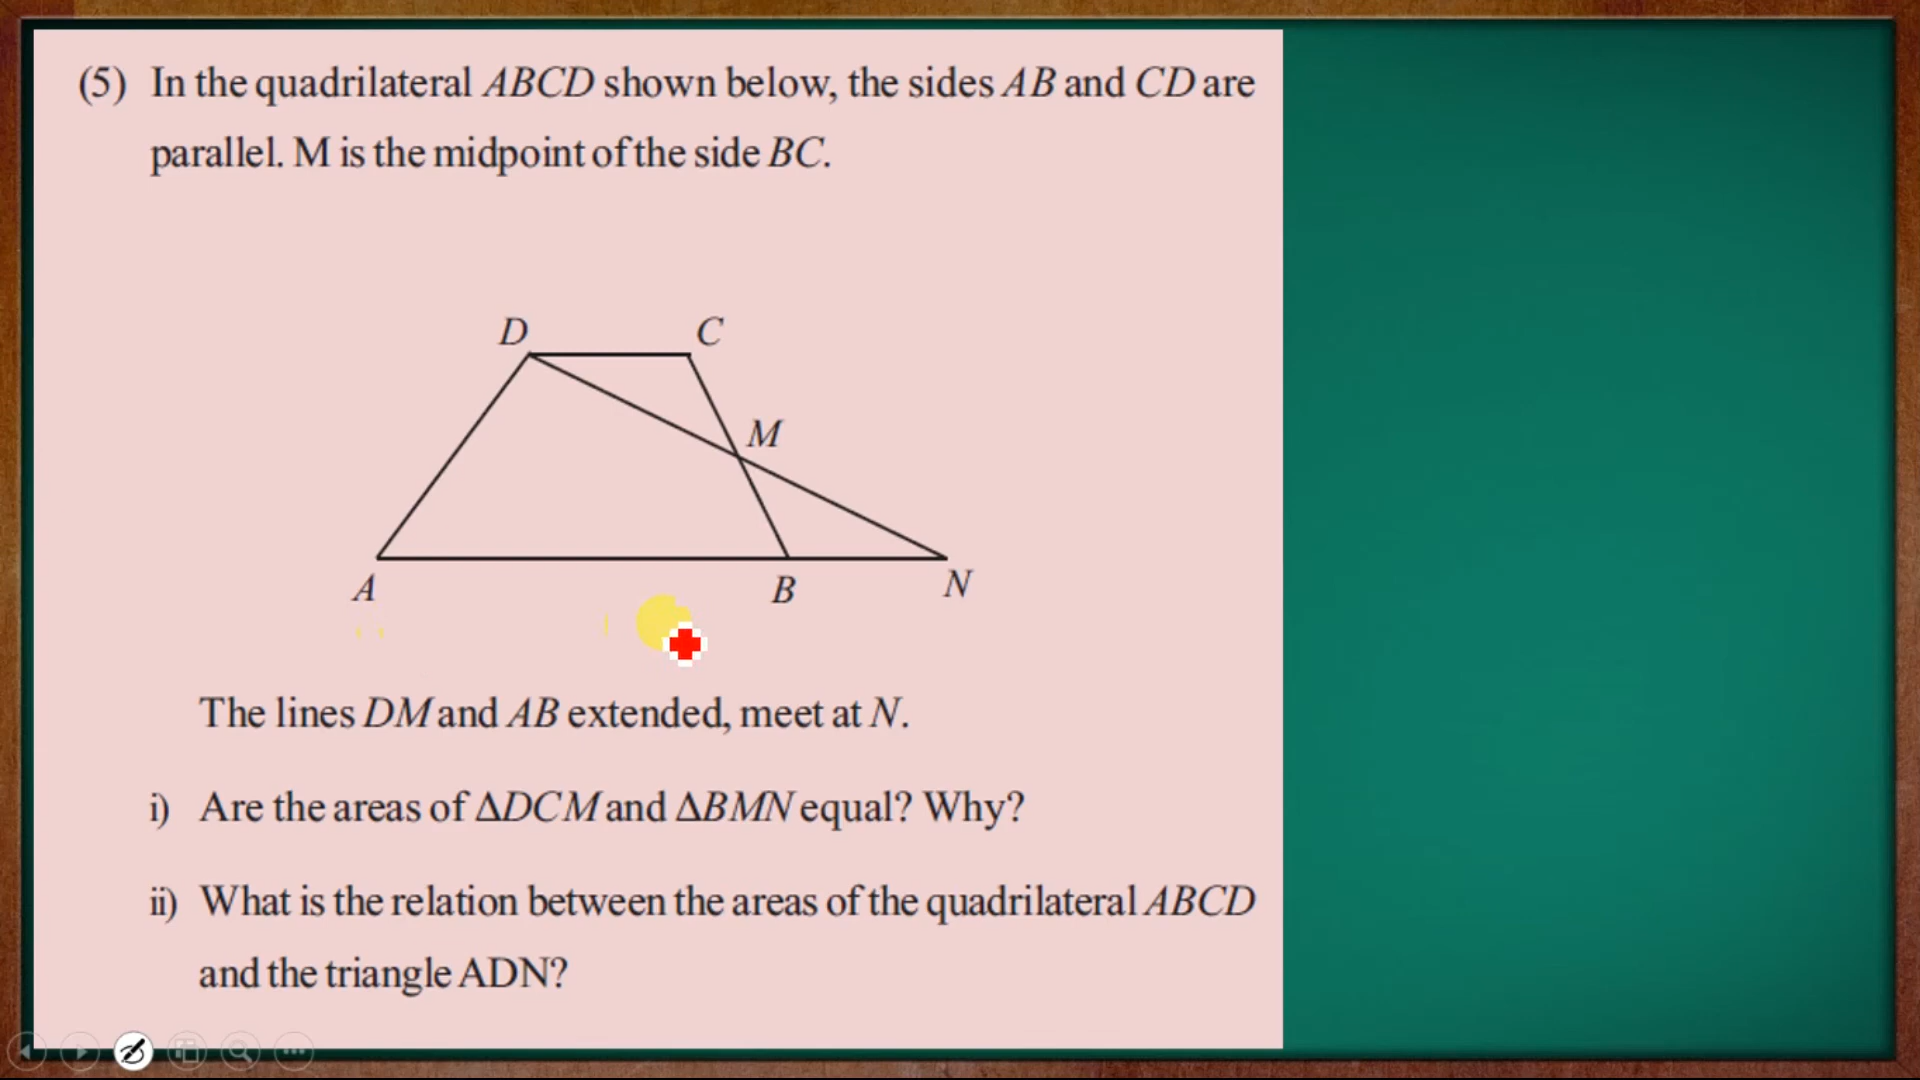 (5) In the quadrilateral ABCD shown below, the sides AB and CD are
parallel. M is the midpoint of the side BC.
D C
M
A B N
The lines DM and AB extended, meet at N.
i) Are the areas of ΔDCM and ΔBMN equal? Why?
ii) What is the relation between the areas of the quadrilateral ABCD
and the triangle ADN?